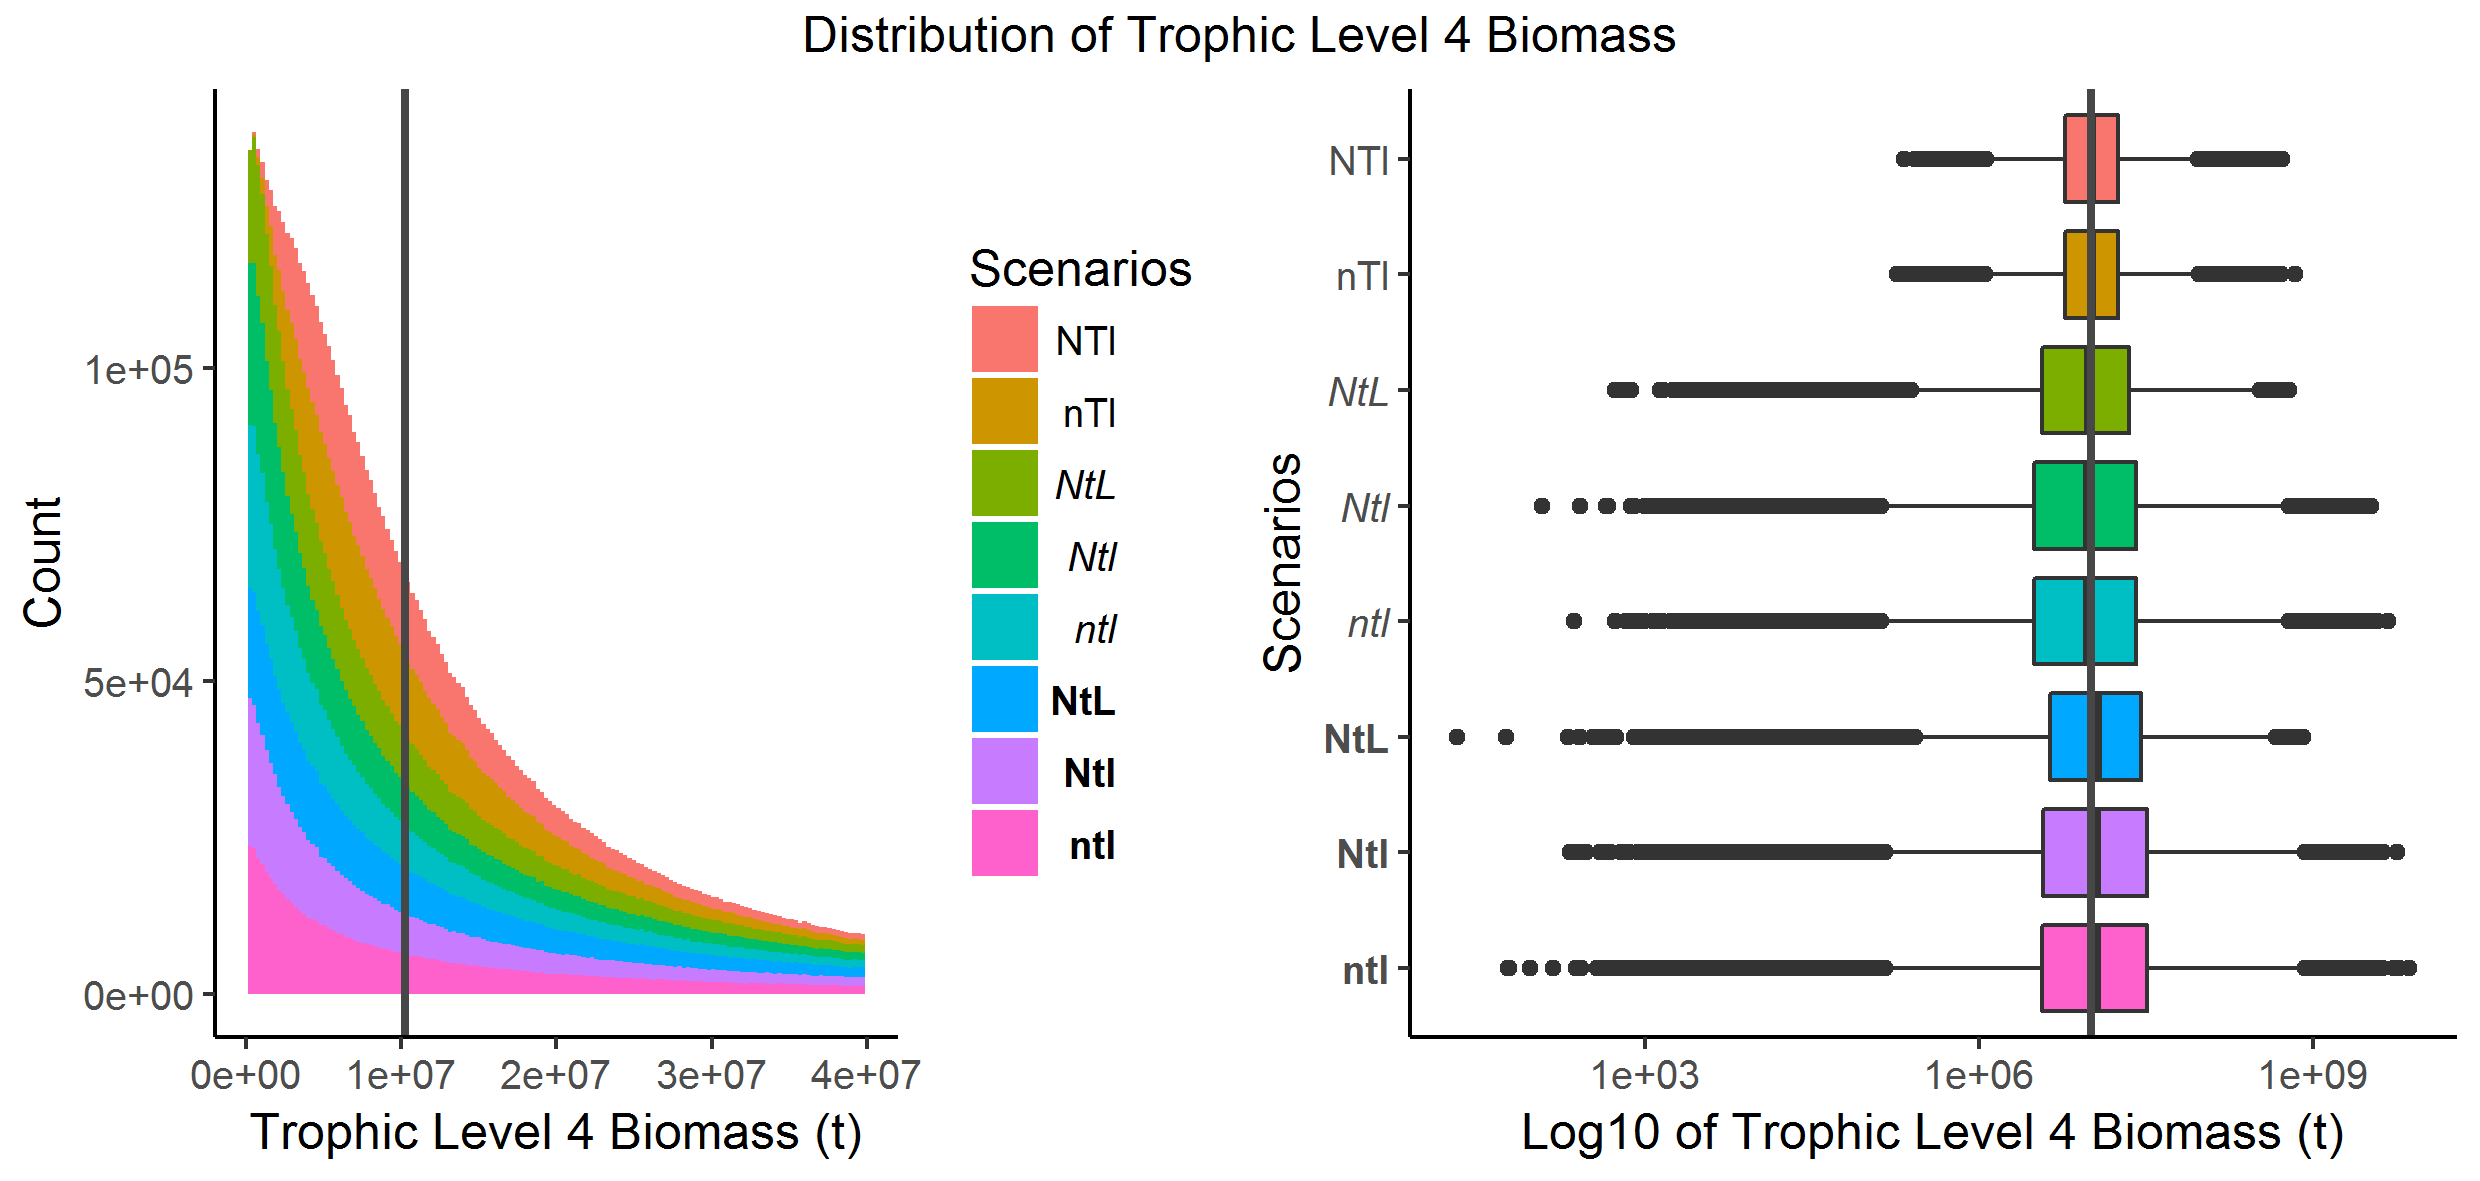 Distribution of Trophic Level 4 Biomass
Count
1e+05
5e+04
0e+00
0e+00 1e+07 2e+07 3e+07 4e+07
Trophic Level 4 Biomass (t)
Scenarios
NTl
nTl
NtL
Ntl
ntl
NtL
Ntl
ntl
Scenarios
NTl
nTl
NtL
Ntl
ntl
NtL
Ntl
ntl
1e+03 1e+06 1e+09
Log10 of Trophic Level 4 Biomass (t)